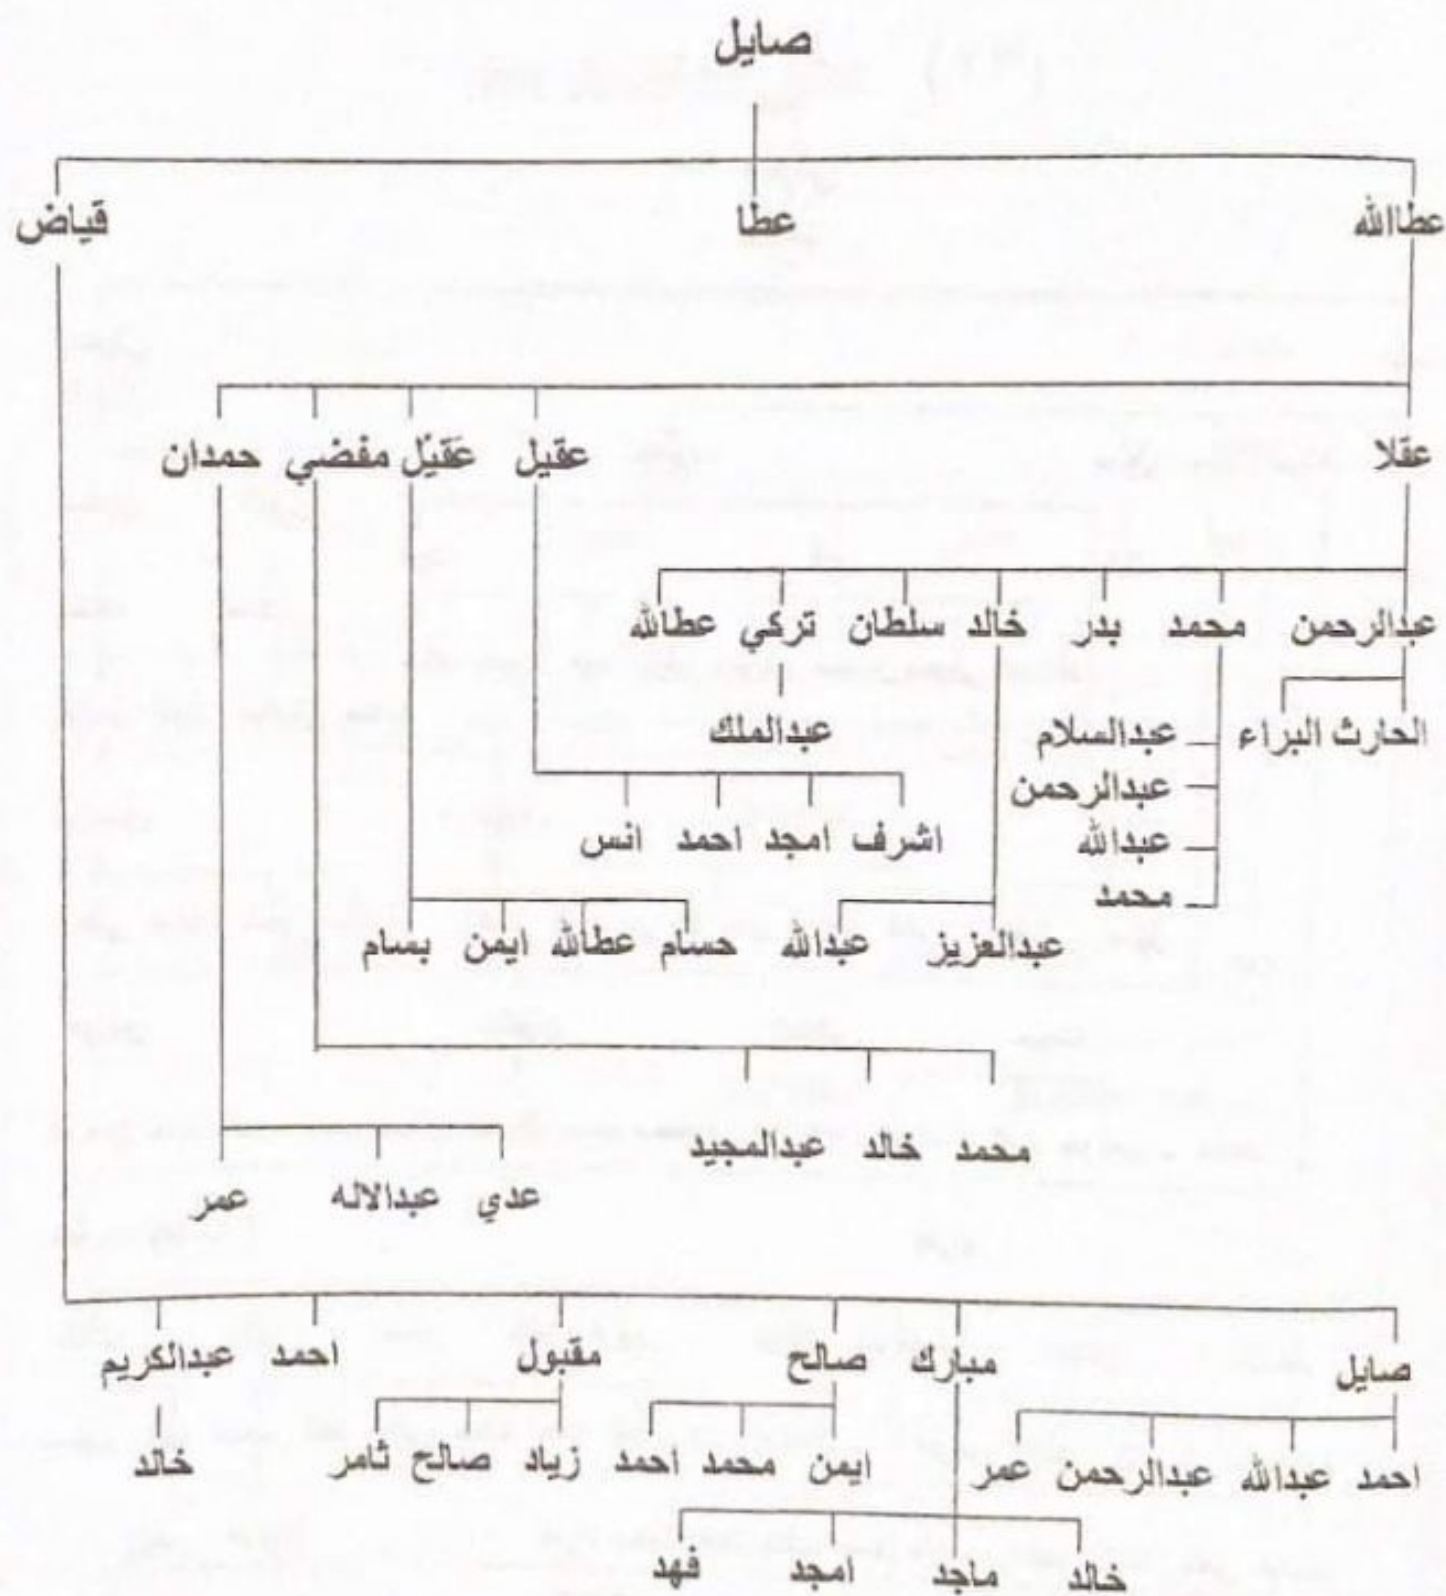 صايل
عطاالله عطا قياض
عقلا عقيل عَقيْل مفضي حمدان
عبدالرحمن محمد بدر خالد سلطان تركي عطالله
الحارث البراء عبدالسلام عبدالملك
عبدالرحمن
عبدالله اشرف امجد احمد انس
محمد
عبدالعزيز عبدالله حسام عطالله ايمن بسام
محمد خالد عبدالمجيد
عدي عبدالاله عمر
صايل مبارك صالح مقبول احمد عبدالكريم
احمد عبدالله عبدالرحمن عمر ايمن محمد احمد زياد صالح ثامر خالد
خالد ماجد امجد فهد